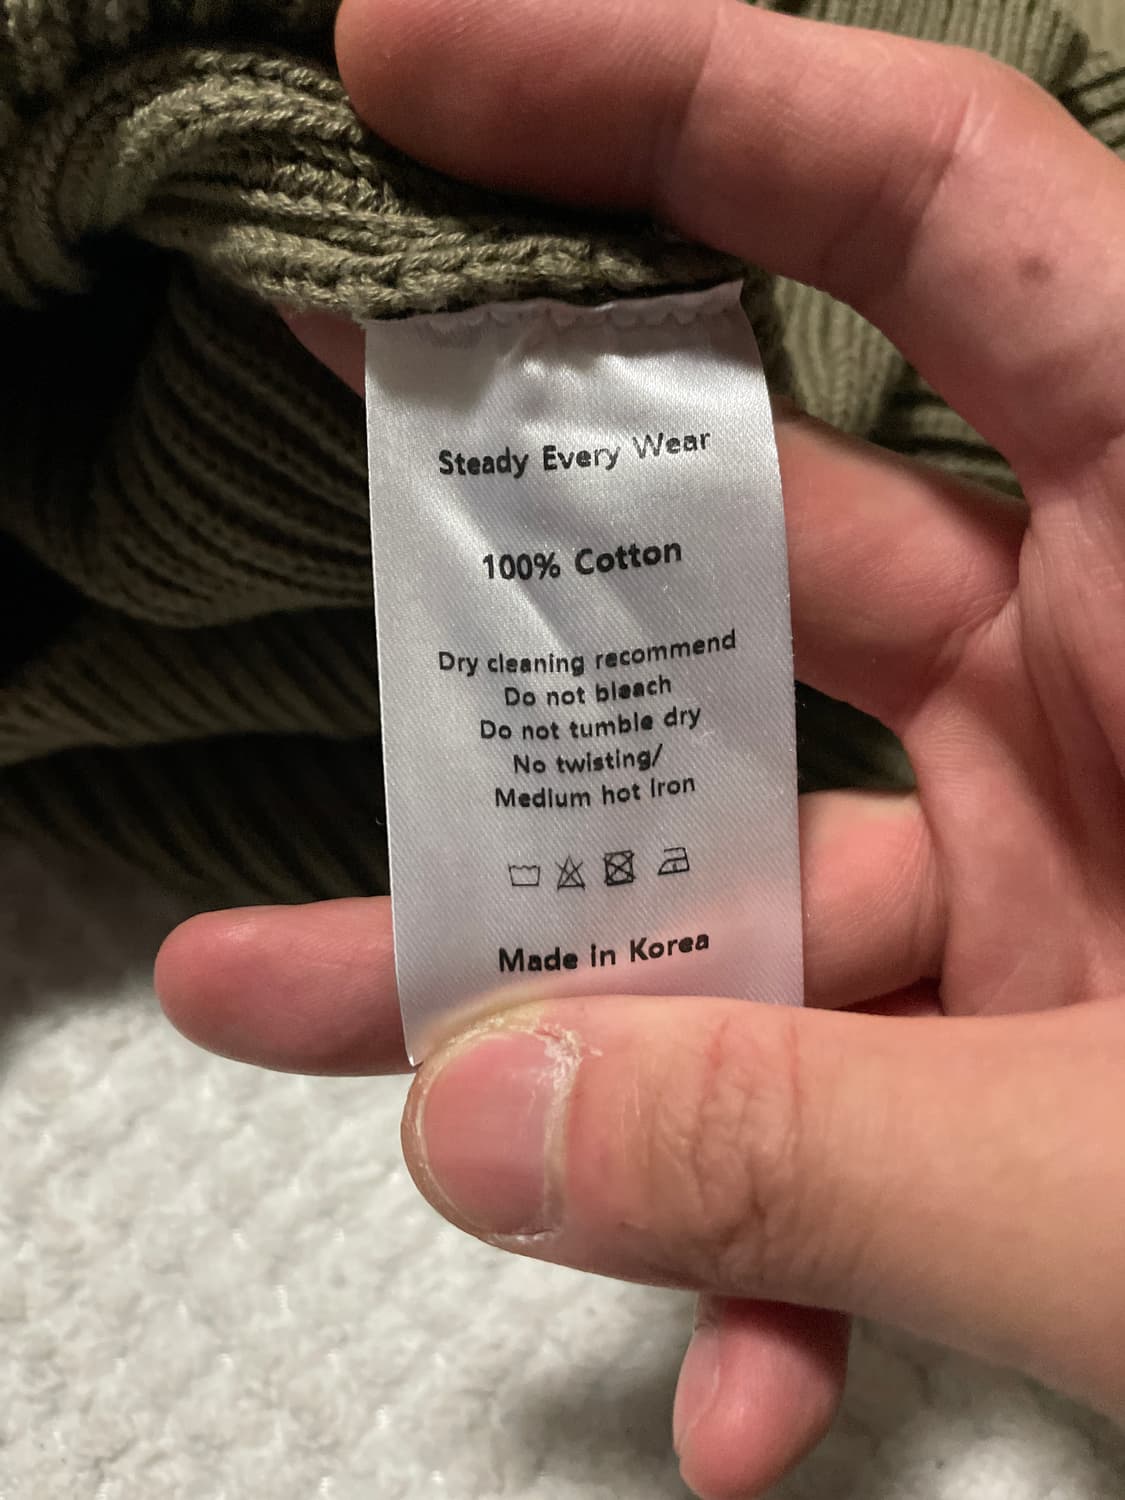 Steady Every Wear
100% Cotton
Dry cleaning recommend
Do not bleach
Do not tumble dry
No twisting/
Medium hot iron
Made in Korea